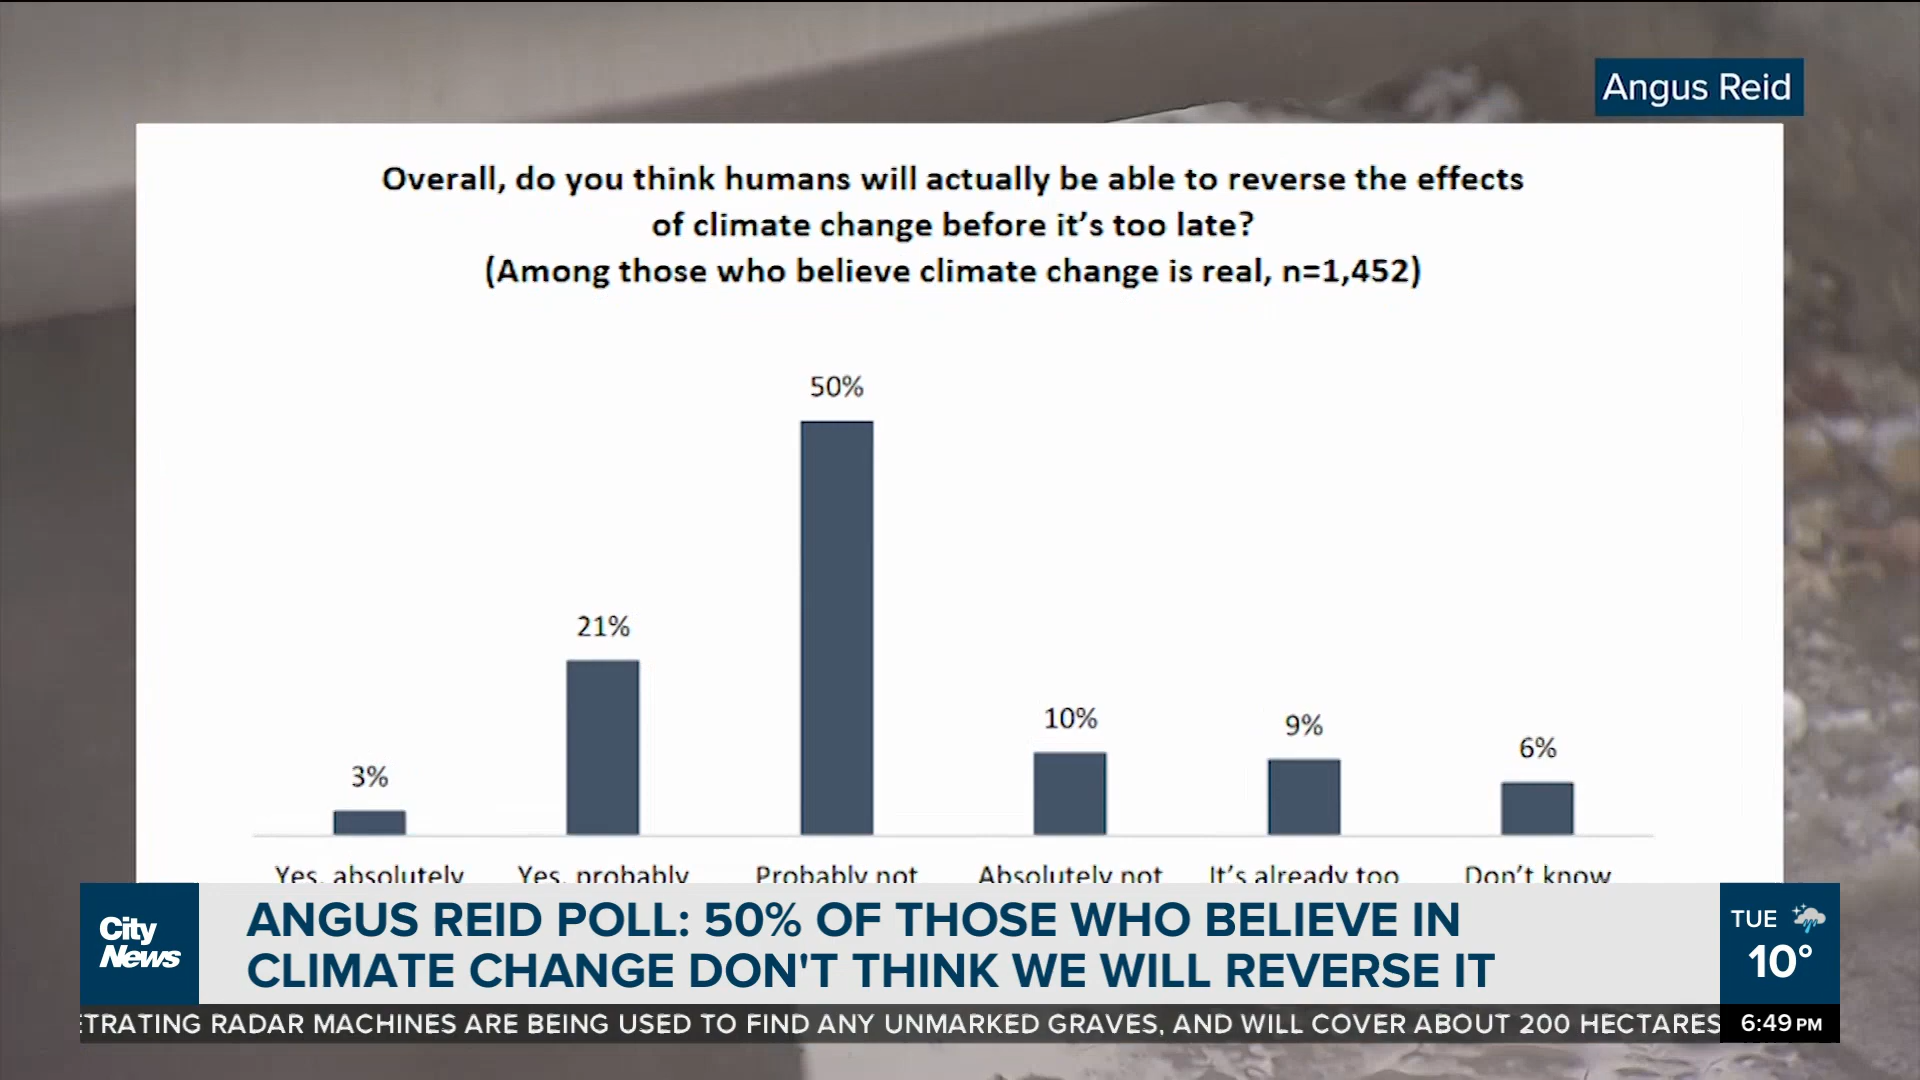 Angus Reid
Overall, do you think humans will actually be able to reverse the effects
of climate change before it's too late?
(Among those who believe climate change is real, n=1,452)
50%
21%
10%
9%
6%
3%
Yes, absolutely
Yes, probably
Probably not
Absolutely not
It's already too
Don't know
City
News
ANGUS REID POLL: 50% OF THOSE WHO BELIEVE IN
CLIMATE CHANGE DON'T THINK WE WILL REVERSE IT
TUE
10°
TRATING RADAR MACHINES ARE BEING USED TO FIND ANY UNMARKED GRAVES, AND WILL COVER ABOUT 200 HECTARES
6:49 PM